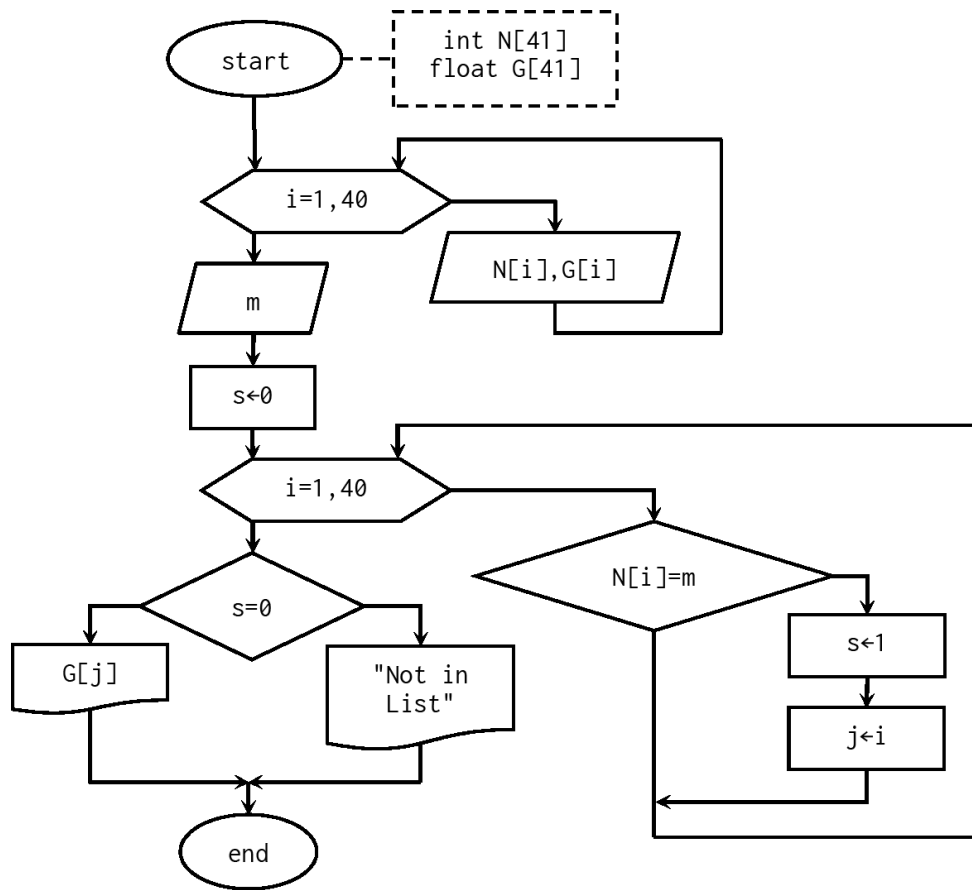 start
int N[41]
float G[41]
i=1,40
N[i],G[i]
m
s←0
i=1,40
N[i]=m
s=0
s←1
G[j]
"Not in
List"
j←i
end